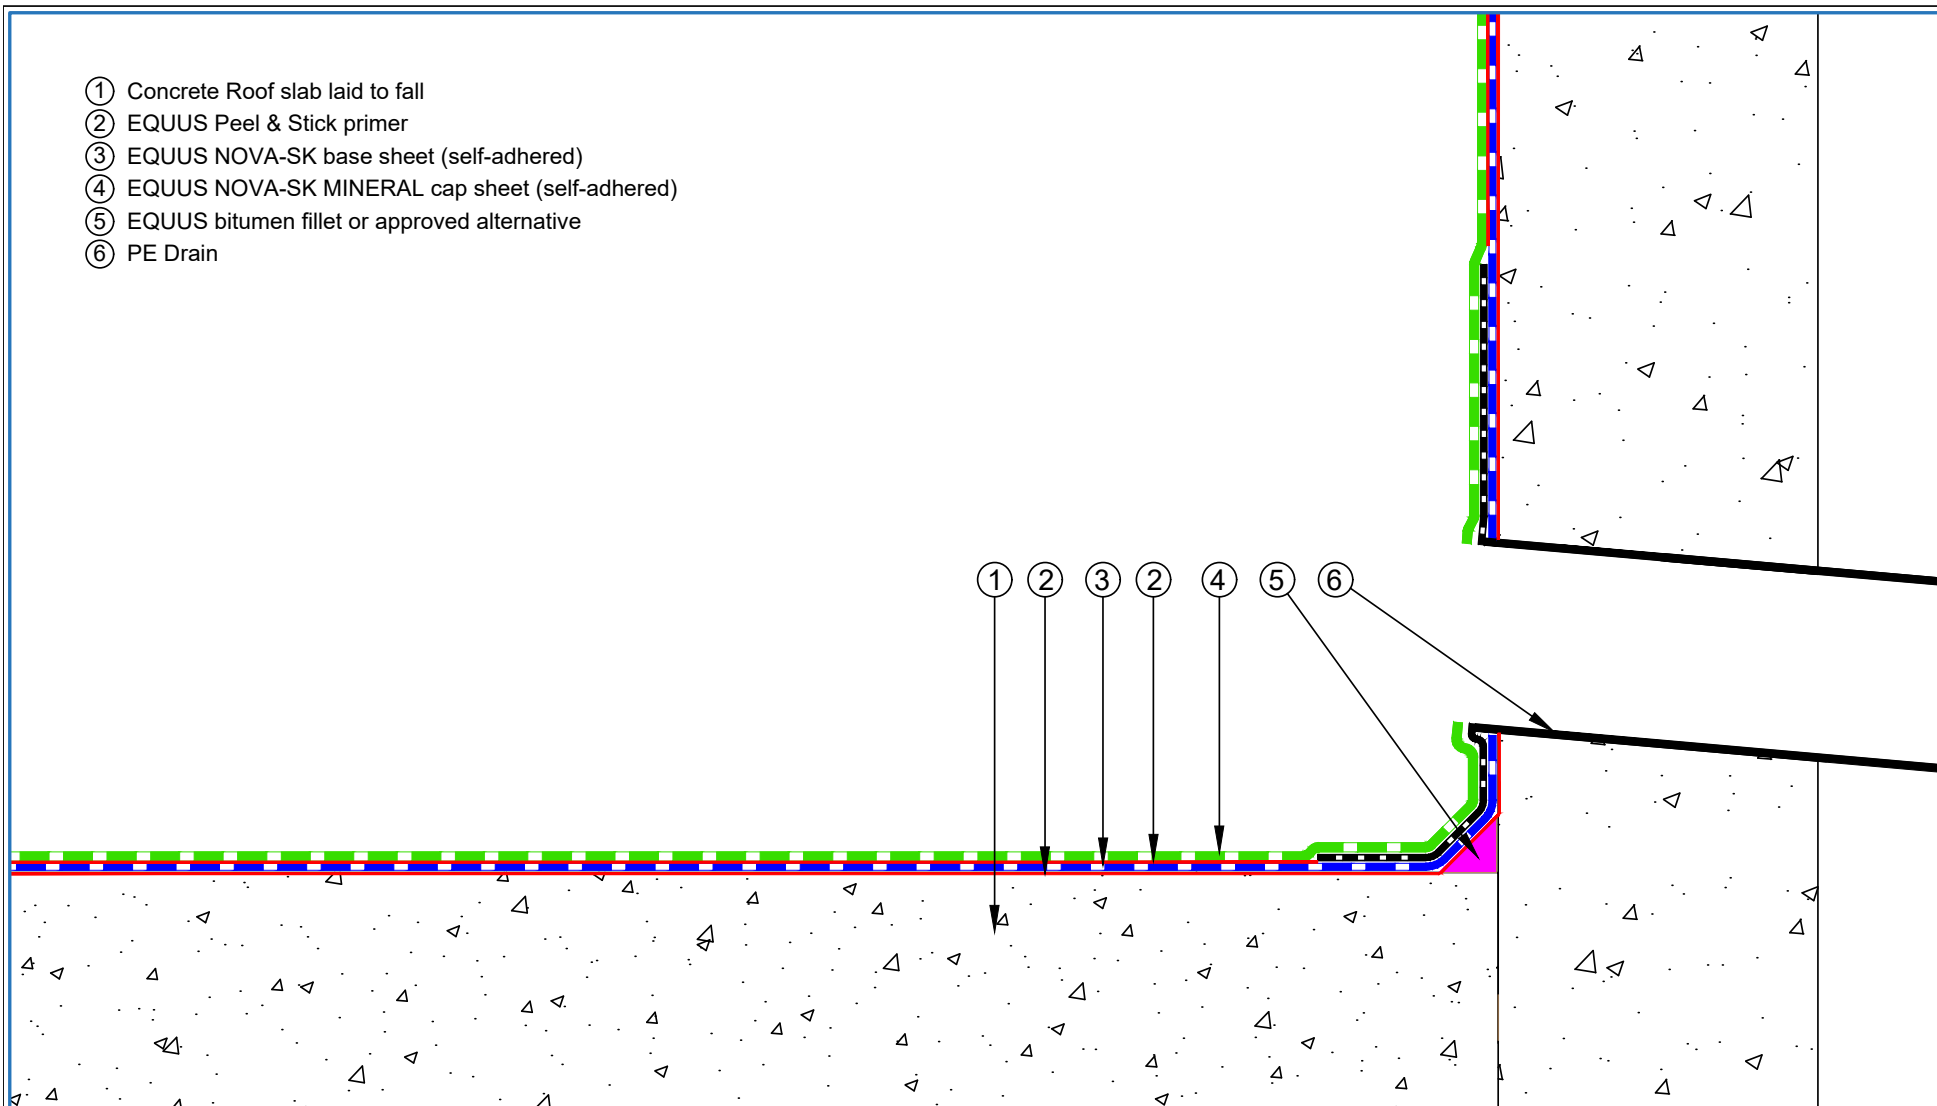 1 Concrete Roof slab laid to fall
2 EQUUS Peel & Stick primer
3 EQUUS NOVA-SK base sheet (self-adhered)
4 EQUUS NOVA-SK MINERAL cap sheet (self-adhered)
5 EQUUS bitumen fillet or approved alternative
6 PE Drain
1 2 3 2 4 5 6